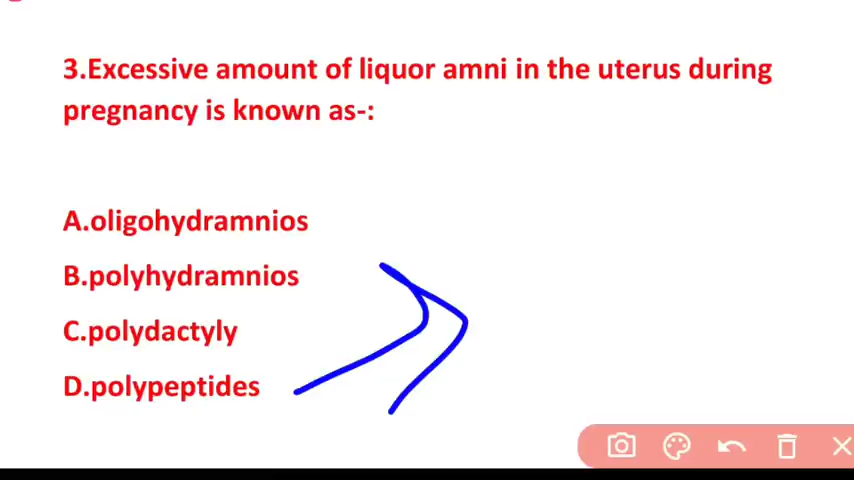 3.Excessive amount of liquor amni in the uterus during
pregnancy is known as-:
A.oligohydramnios
B.polyhydramnios
C.polydactyly
D.polypeptides